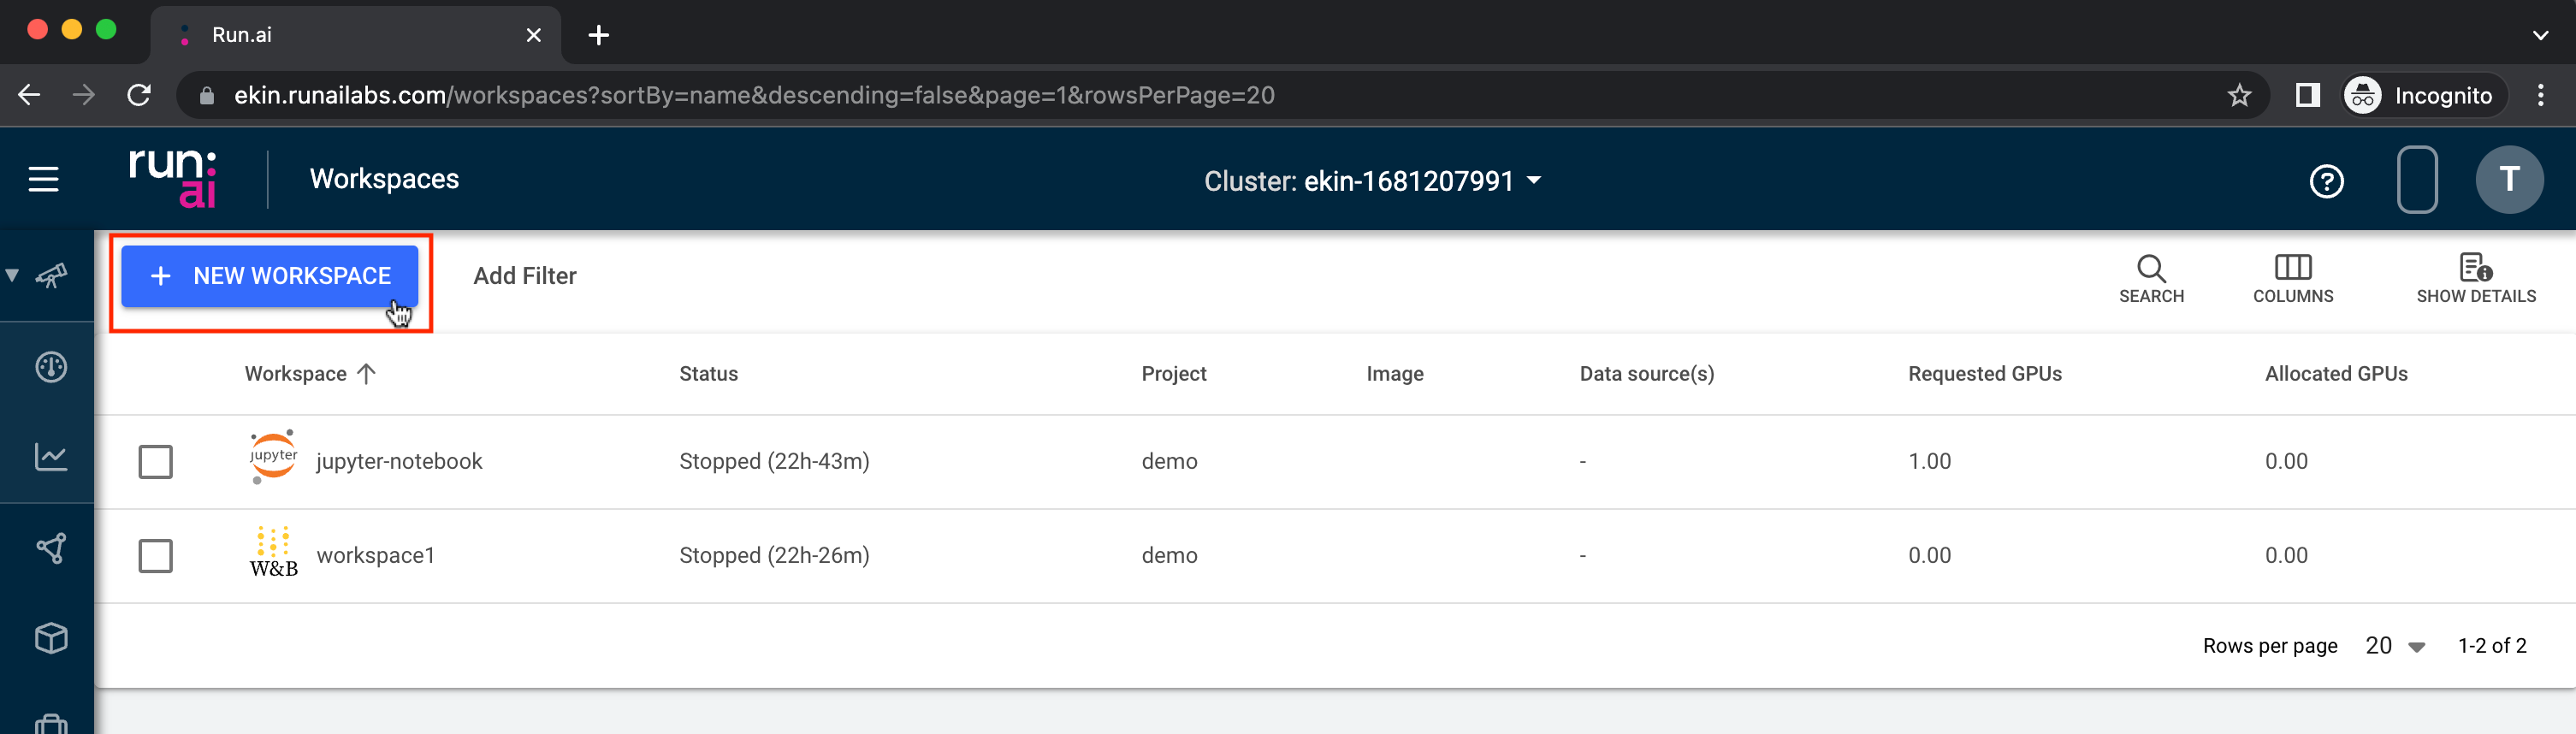 Run.ai
ekin.runailabs.com/workspaces?sortBy=name&descending=false&page=1&rowsPerPage=20
Incognito
run:
ai
Workspaces
Cluster: ekin-1681207991
?
T
+ NEW WORKSPACE
Add Filter
SEARCH
COLUMNS
SHOW DETAILS
Workspace Status Project Image Data source(s) Requested GPUs Allocated GPUs
jupyter jupyter-notebook Stopped (22h-43m) demo - 1.00 0.00
W&B workspace1 Stopped (22h-26m) demo - 0.00 0.00
Rows per page 20 1-2 of 2